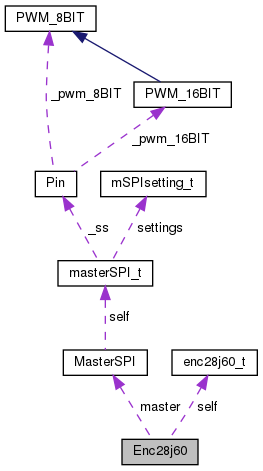 PWM_8BIT
_pwm_8BIT
PWM_16BIT
_pwm_16BIT
Pin
mSPIsetting_t
_ss
settings
masterSPI_t
self
MasterSPI
enc28j60_t
master
self
Enc28j60